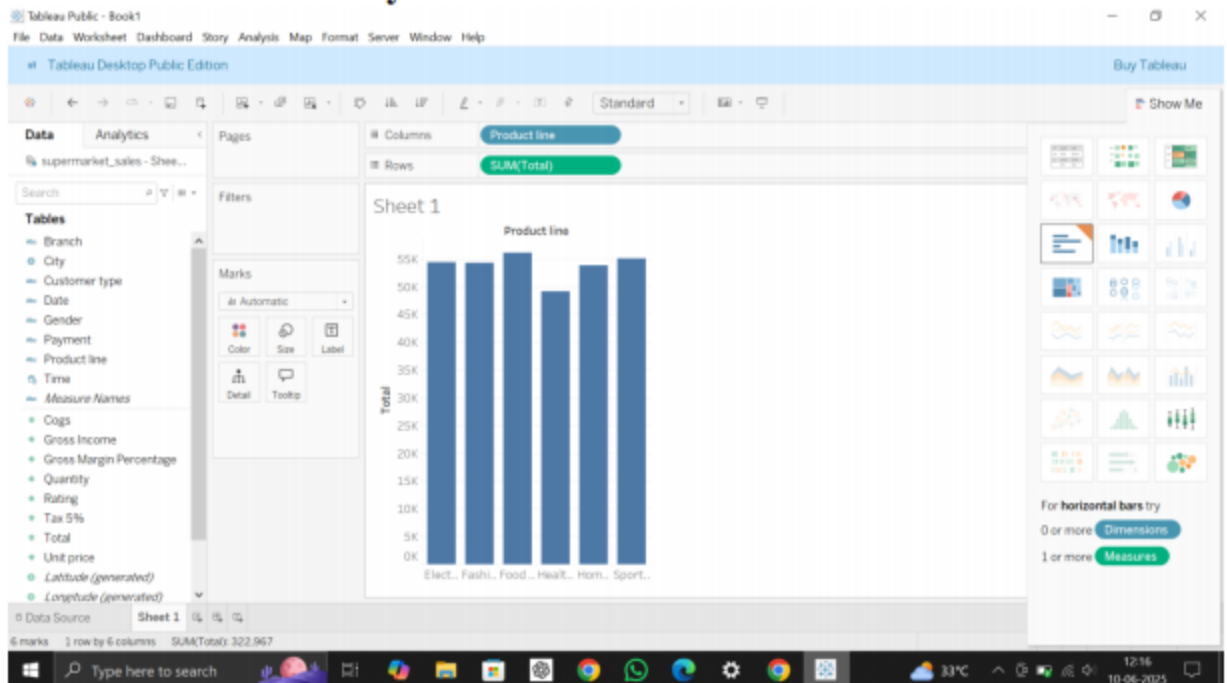 Tableau Public - Book1
File Data Worksheet Dashboard Story Analysis Map Format Server Window Help
Tableau Desktop Public Edition
Buy Tableau
Standard
Show Me
Data Analytics
supermarket_sales - Shee...
Search
Tables
Branch
City
Customer type
Date
Gender
Payment
Product line
Time
Measure Names
Cogs
Gross Income
Gross Margin Percentage
Quantity
Rating
Tax 5%
Total
Unit price
Latitude (generated)
Longitude (generated)
Pages
Filters
Marks
Automatic
Color Size Label
Detail Tooltip
Columns Product line
Rows SUM(Total)
Sheet 1
Product line
55K
50K
45K
40K
35K
30K
25K
20K
15K
10K
5K
0K
Total
Elect.. Fashi.. Food .. Healt.. Hom.. Sport..
For horizontal bars try
0 or more Dimensions
1 or more Measures
Data Source Sheet 1
6 marks 1 row by 6 columns SUM(Total): 322,967
Type here to search
33°C
12:16
10-06-2025